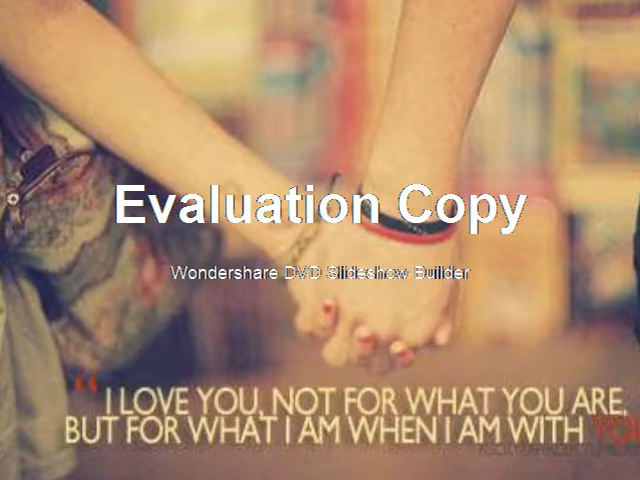 Evaluation Copy
Wondershare DVD Slideshow Builder
“ I LOVE YOU, NOT FOR WHAT YOU ARE,
BUT FOR WHAT I AM WHEN I AM WITH YOU